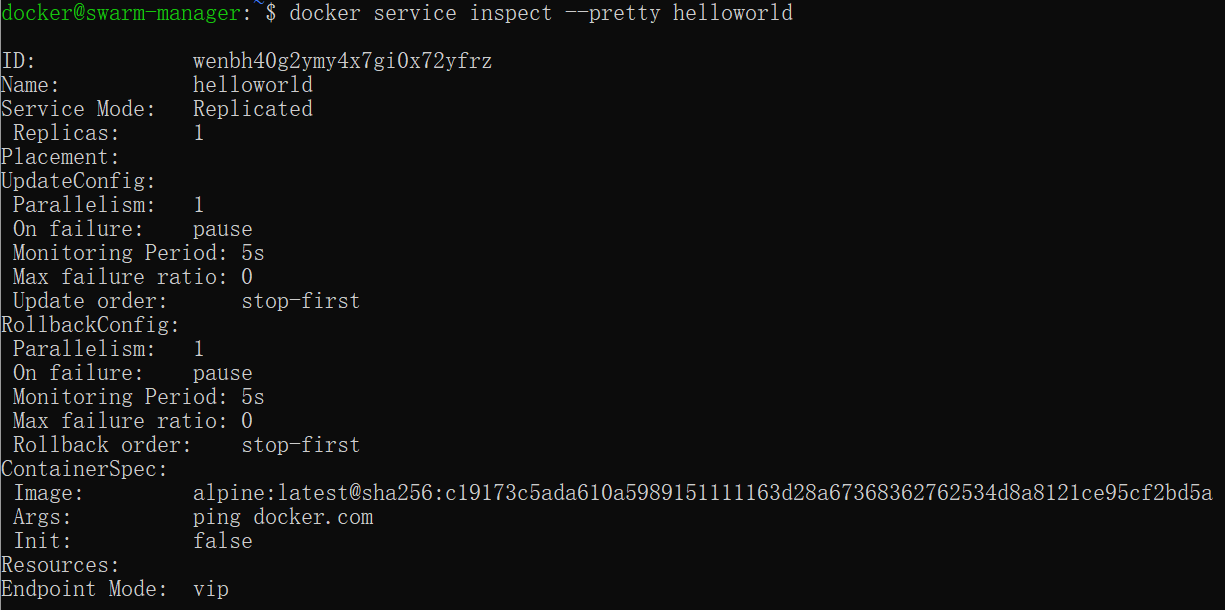 docker@swarm-manager:~$ docker service inspect --pretty helloworld
ID:             wenbh40g2ymy4x7gi0x72yfrz
Name:           helloworld
Service Mode:   Replicated
 Replicas:      1
Placement:
UpdateConfig:
 Parallelism:   1
 On failure:    pause
 Monitoring Period: 5s
 Max failure ratio: 0
 Update order:      stop-first
RollbackConfig:
 Parallelism:   1
 On failure:    pause
 Monitoring Period: 5s
 Max failure ratio: 0
 Rollback order:    stop-first
ContainerSpec:
 Image:         alpine:latest@sha256:c19173c5ada610a5989151111163d28a67368362762534d8a8121ce95cf2bd5a
 Args:          ping docker.com
 Init:          false
Resources:
Endpoint Mode:  vip